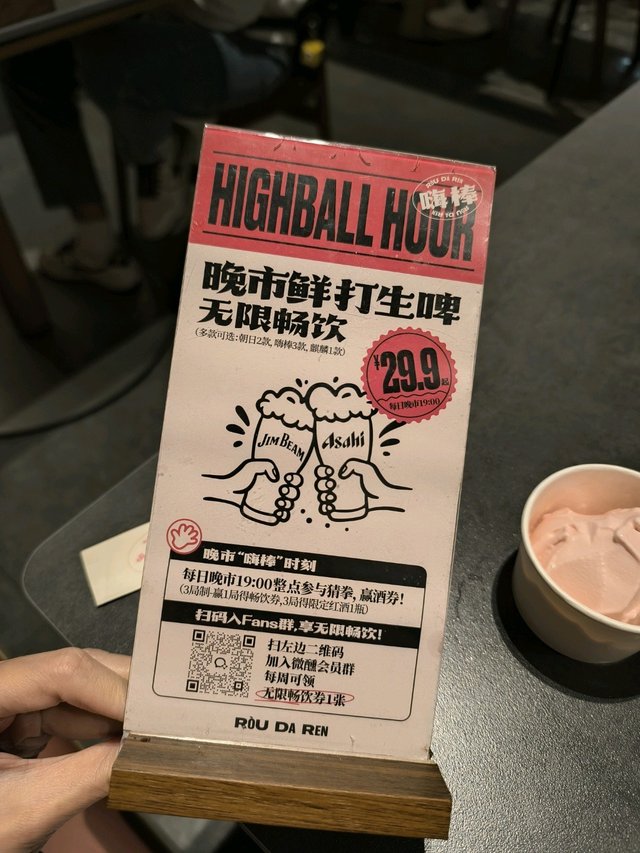 HIGHBALL HOUR
ROU DA REN
嗨棒
晚市鲜打生啤
无限畅饮
(多款可选:朝日2款, 嗨棒3款, 麒麟1款)
¥29.9起
每日晚市19:00
JIM BEAM
Asahi
晚市“嗨棒”时刻
每日晚市19:00整点参与猜拳, 赢酒券!
(3局制-赢1局得畅饮券,3局得限定红酒1瓶)
扫码入Fans群,享无限畅饮!
扫左边二维码
加入微醺会员群
每周可领
无限畅饮券1张
RÒU DA REN